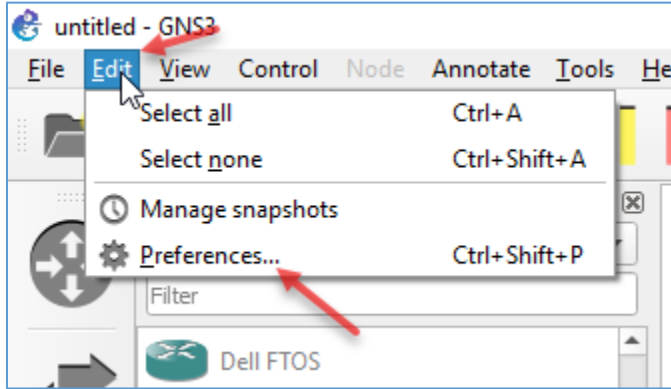 untitled - GNS3
File Edit View Control Node Annotate Tools He
Select all Ctrl+A
Select none Ctrl+Shift+A
Manage snapshots
Preferences... Ctrl+Shift+P
Filter
Dell FTOS